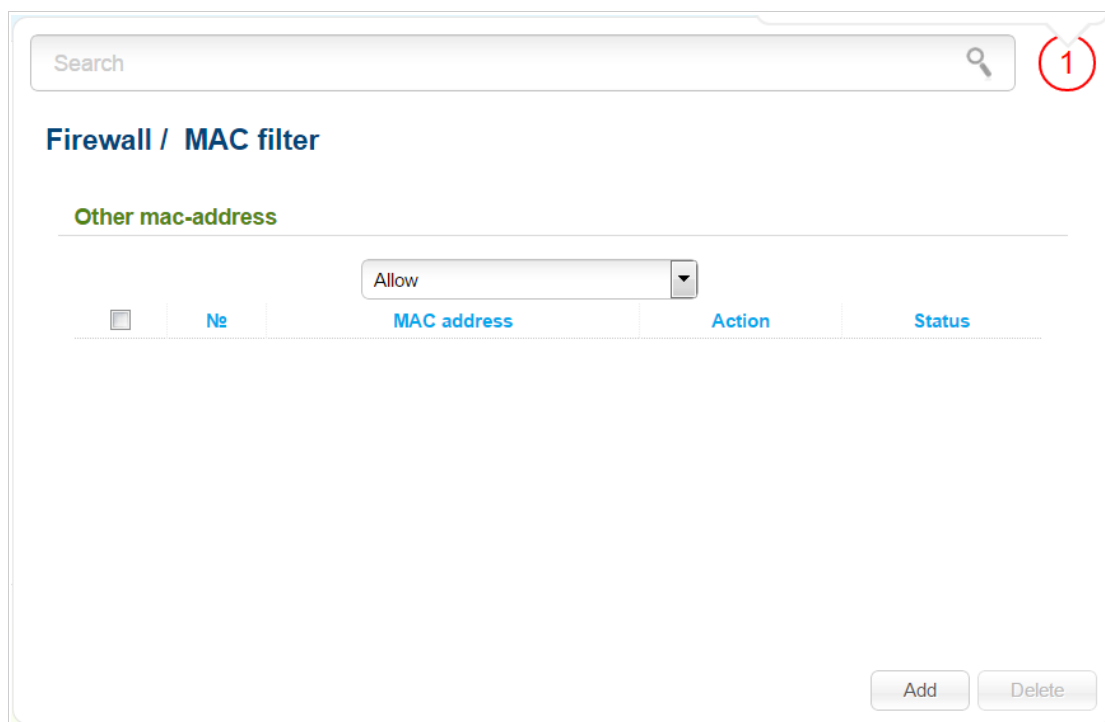 Search
1
Firewall / MAC filter
Other mac-address
Allow
№ MAC address Action Status
Add Delete